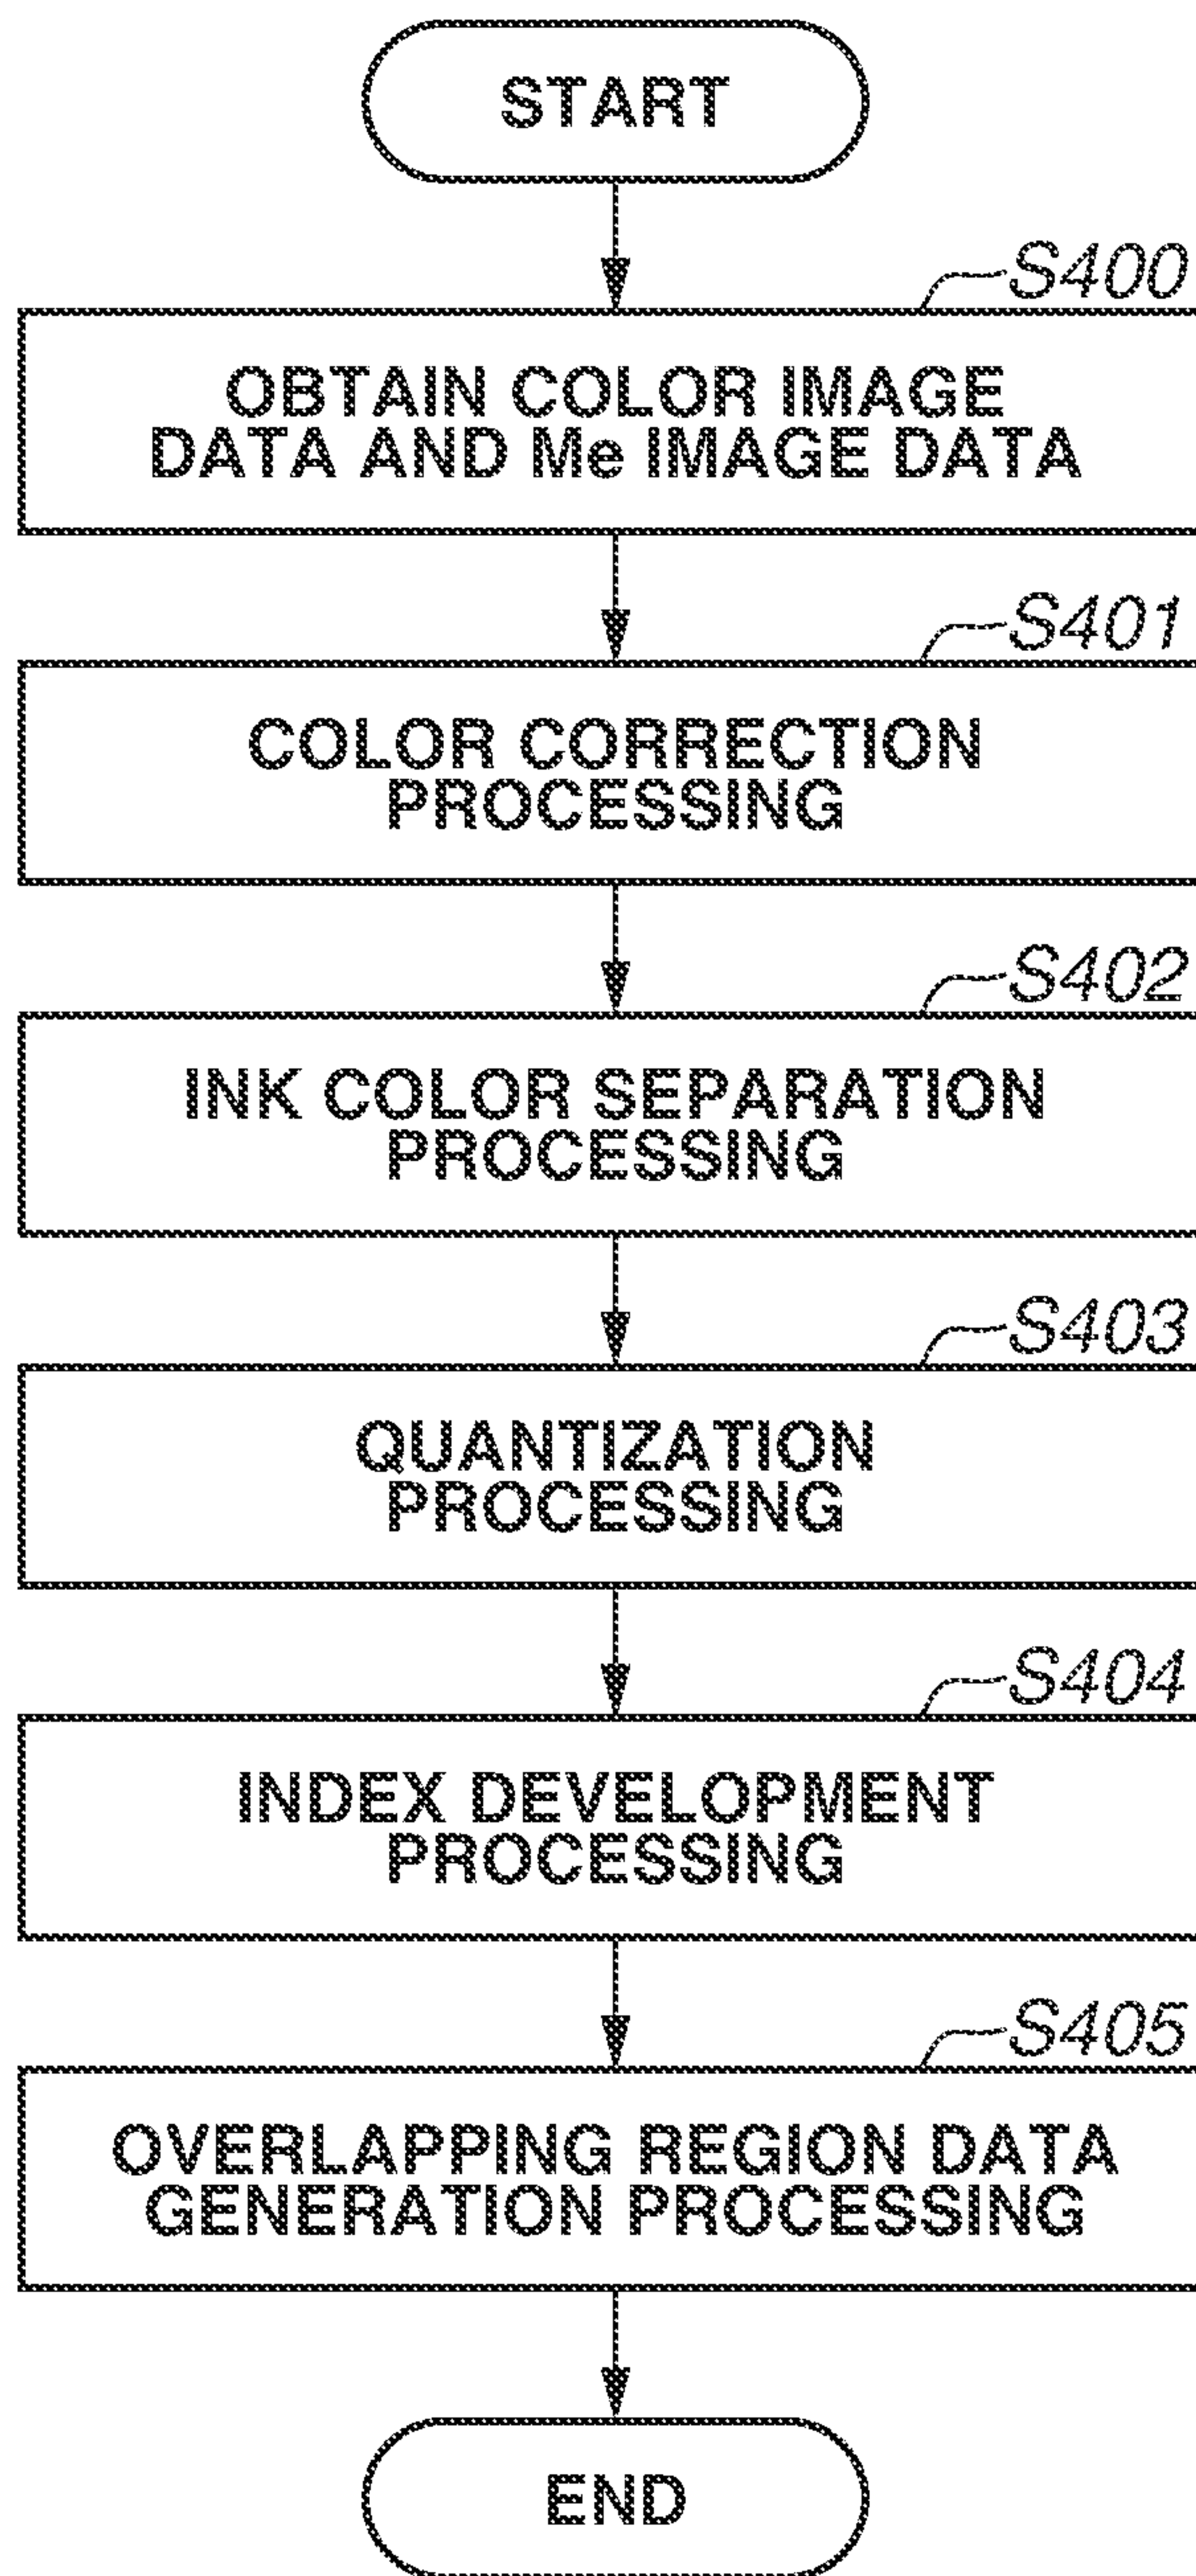 START
S400
OBTAIN COLOR IMAGE
DATA AND Me IMAGE DATA
S401
COLOR CORRECTION
PROCESSING
S402
INK COLOR SEPARATION
PROCESSING
S403
QUANTIZATION
PROCESSING
S404
INDEX DEVELOPMENT
PROCESSING
S405
OVERLAPPING REGION DATA
GENERATION PROCESSING
END